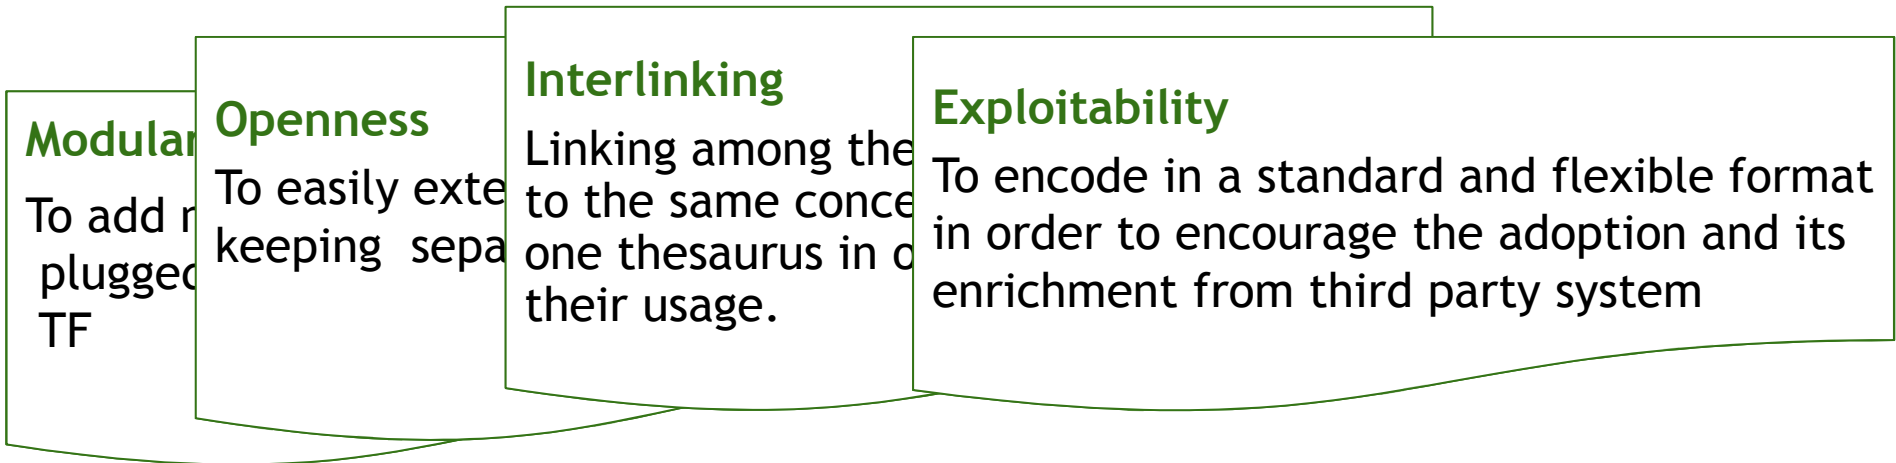 Modular
To add
plugged
TF
Openness
To easily
keeping sepa
Interlinking
Linking among the
to the same conce
one thesaurus in
their usage.
Exploitability
To encode in a standard and flexible format
in order to encourage the adoption and its
enrichment from third party system